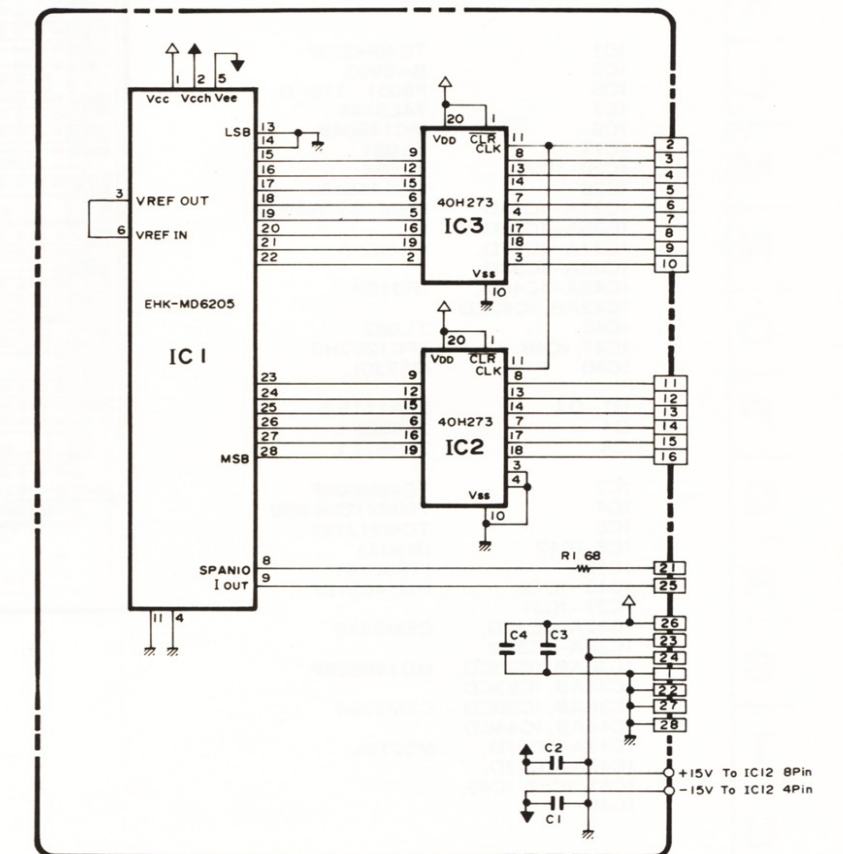 1 2 5
Vcc Vcch Vee
LSB 13
14
15
16
17
18
19
20
21
22
3 VREF OUT
6 VREF IN
EHK-MD6205
IC1
23
24
25
26
27
MSB 28
SPANIO 8
I OUT 9
11 4
20 1
VDD CLR
CLK 11
9 8
12 13
15 14
6 7
5 4
16 17
19 18
2 3
40H273
IC3
Vss
10
20 1
VDD CLR
CLK 11
9 8
12 13
15 14
6 7
16 17
19 18
3
4
40H273
IC2
Vss
10
2
3
4
5
6
7
8
9
10
11
12
13
14
15
16
R1 68
21
25
26
23
24
1
22
27
28
C4 C3
C2
+15V To IC12 8Pin
-15V To IC12 4Pin
C1